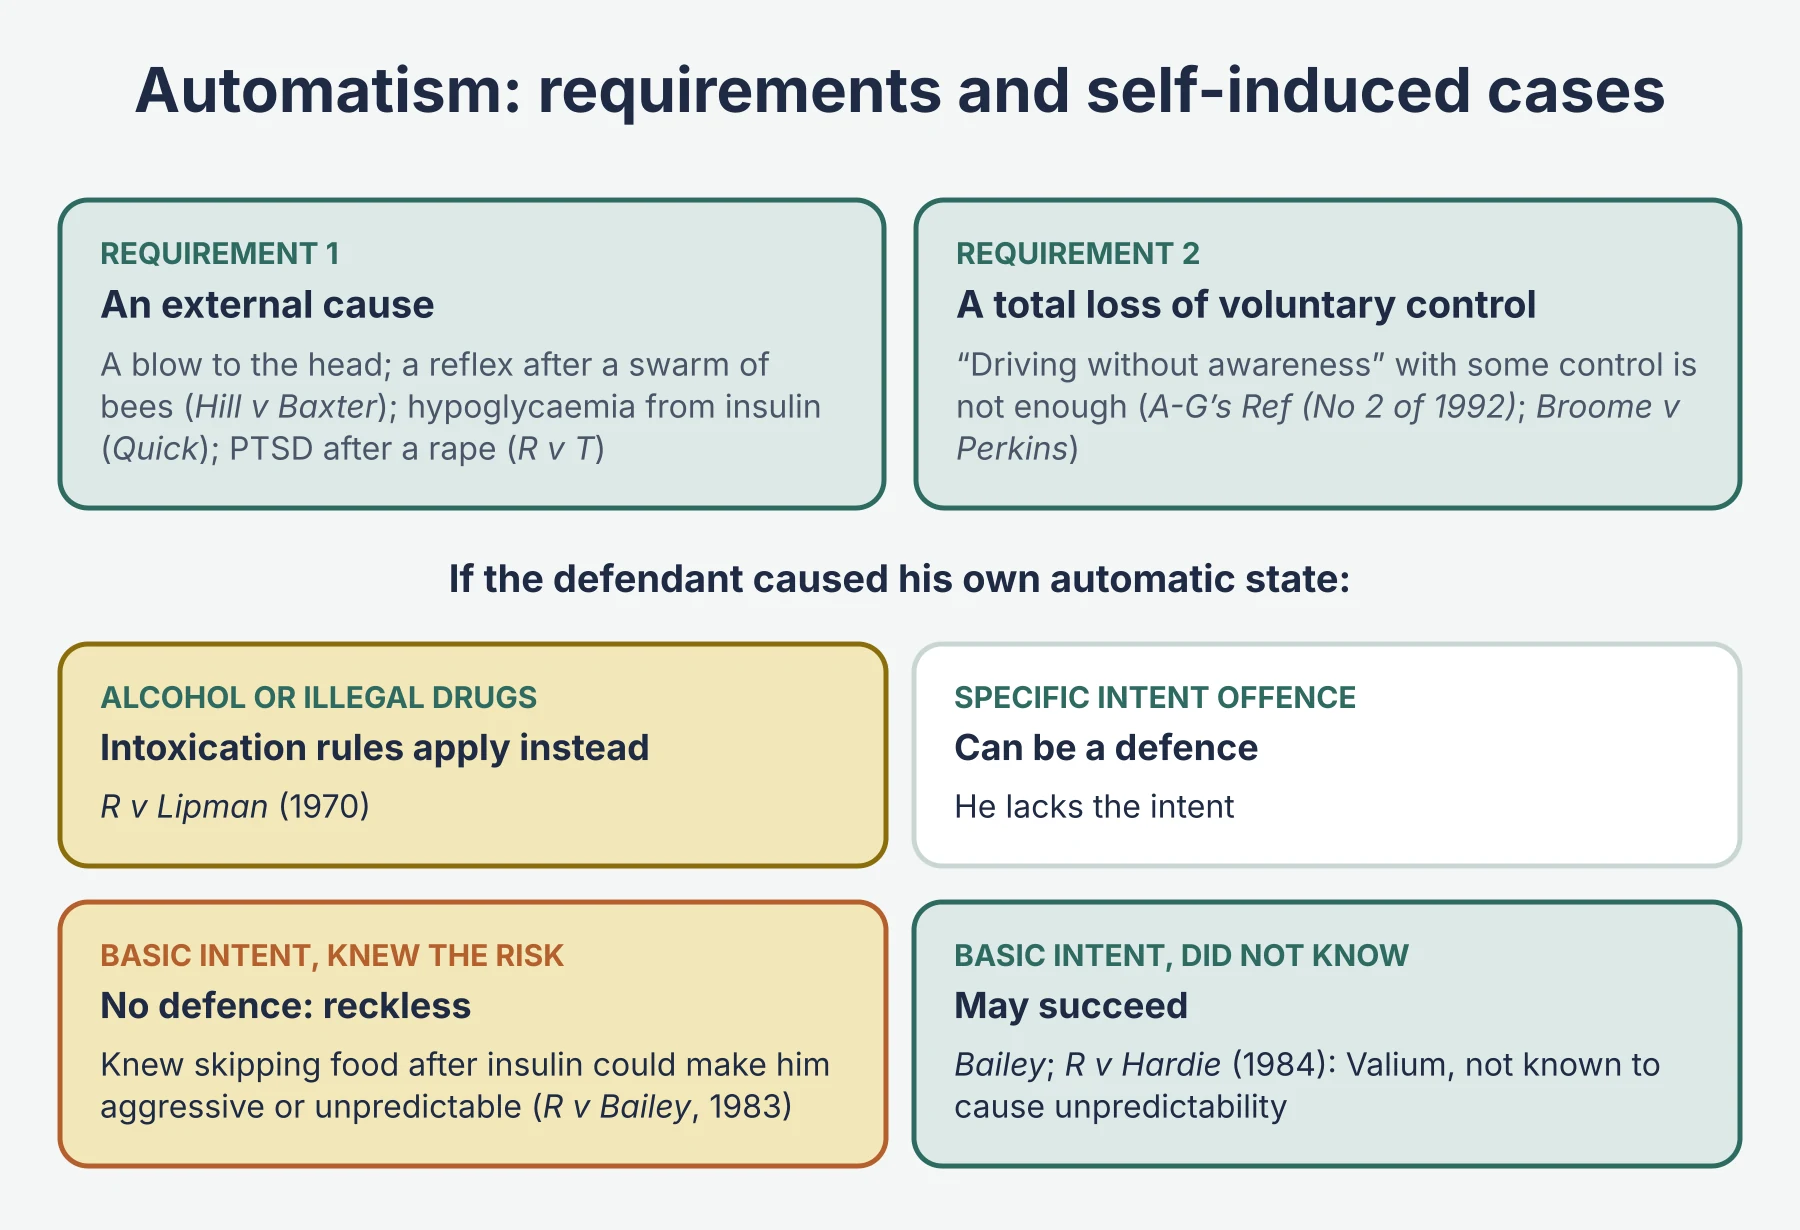 Automatism: requirements and self-induced cases
REQUIREMENT 1
An external cause
A blow to the head; a reflex after a swarm of
bees (Hill v Baxter); hypoglycaemia from insulin
(Quick); PTSD after a rape (R v T)
REQUIREMENT 2
A total loss of voluntary control
“Driving without awareness” with some control is
not enough (A-G’s Ref (No 2 of 1992); Broome v
Perkins)
If the defendant caused his own automatic state:
ALCOHOL OR ILLEGAL DRUGS
Intoxication rules apply instead
R v Lipman (1970)
SPECIFIC INTENT OFFENCE
Can be a defence
He lacks the intent
BASIC INTENT, KNEW THE RISK
No defence: reckless
Knew skipping food after insulin could make him
aggressive or unpredictable (R v Bailey, 1983)
BASIC INTENT, DID NOT KNOW
May succeed
Bailey; R v Hardie (1984): Valium, not known to
cause unpredictability